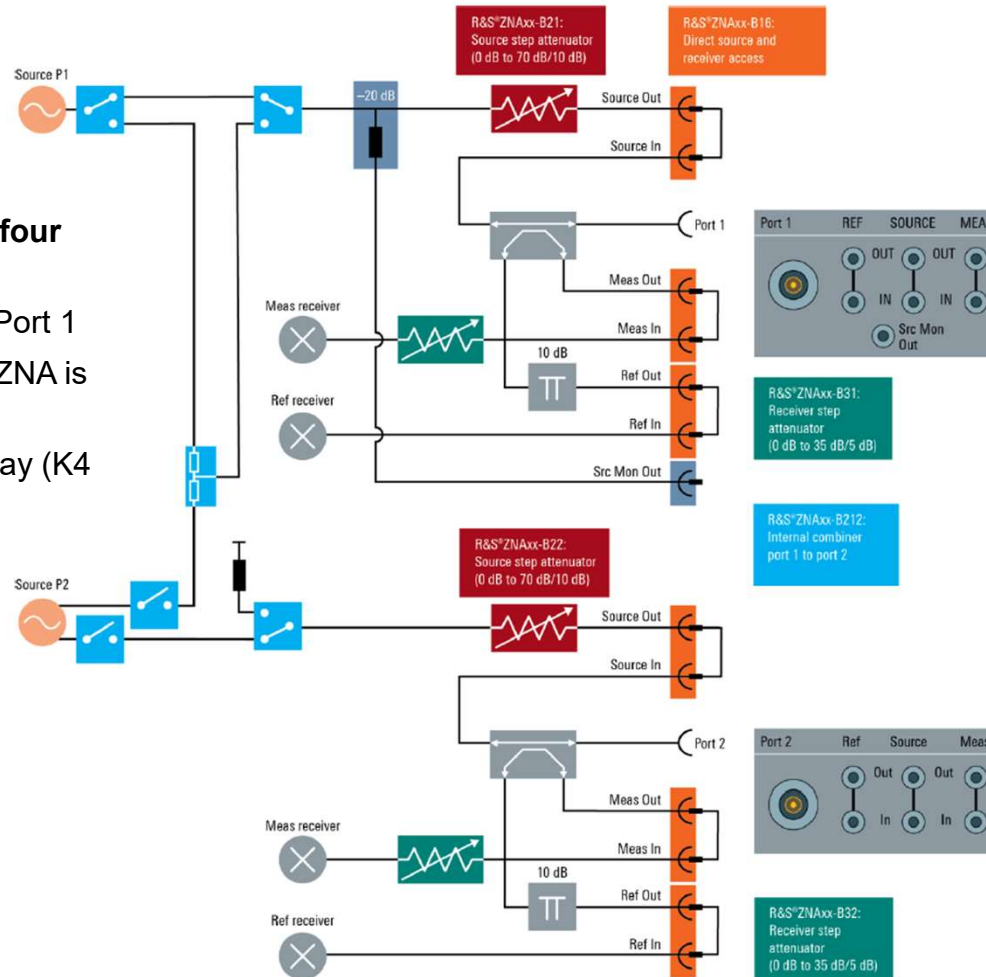 R&S®ZNAxx-B21:
Source step attenuator
(0 dB to 70 dB/10 dB)
R&S®ZNAxx-B16:
Direct source and
receiver access
Source P1
–20 dB
Source Out
Source In
four
Port 1
ZNA is
ay (K4
Port 1
Port 1 REF SOURCE MEA
OUT OUT
IN IN
Src Mon
Out
Meas Out
Meas receiver
Meas In
10 dB
Ref Out
Ref receiver
Ref In
Src Mon Out
R&S®ZNAxx-B31:
Receiver step
attenuator
(0 dB to 35 dB/5 dB)
R&S®ZNAxx-B212:
Internal combiner
port 1 to port 2
R&S®ZNAxx-B22:
Source step attenuator
(0 dB to 70 dB/10 dB)
Source P2
Source Out
Source In
Port 2
Port 2 Ref Source Meas
Out Out
In In
Meas Out
Meas receiver
Meas In
10 dB
Ref Out
Ref receiver
Ref In
R&S®ZNAxx-B32:
Receiver step
attenuator
(0 dB to 35 dB/5 dB)